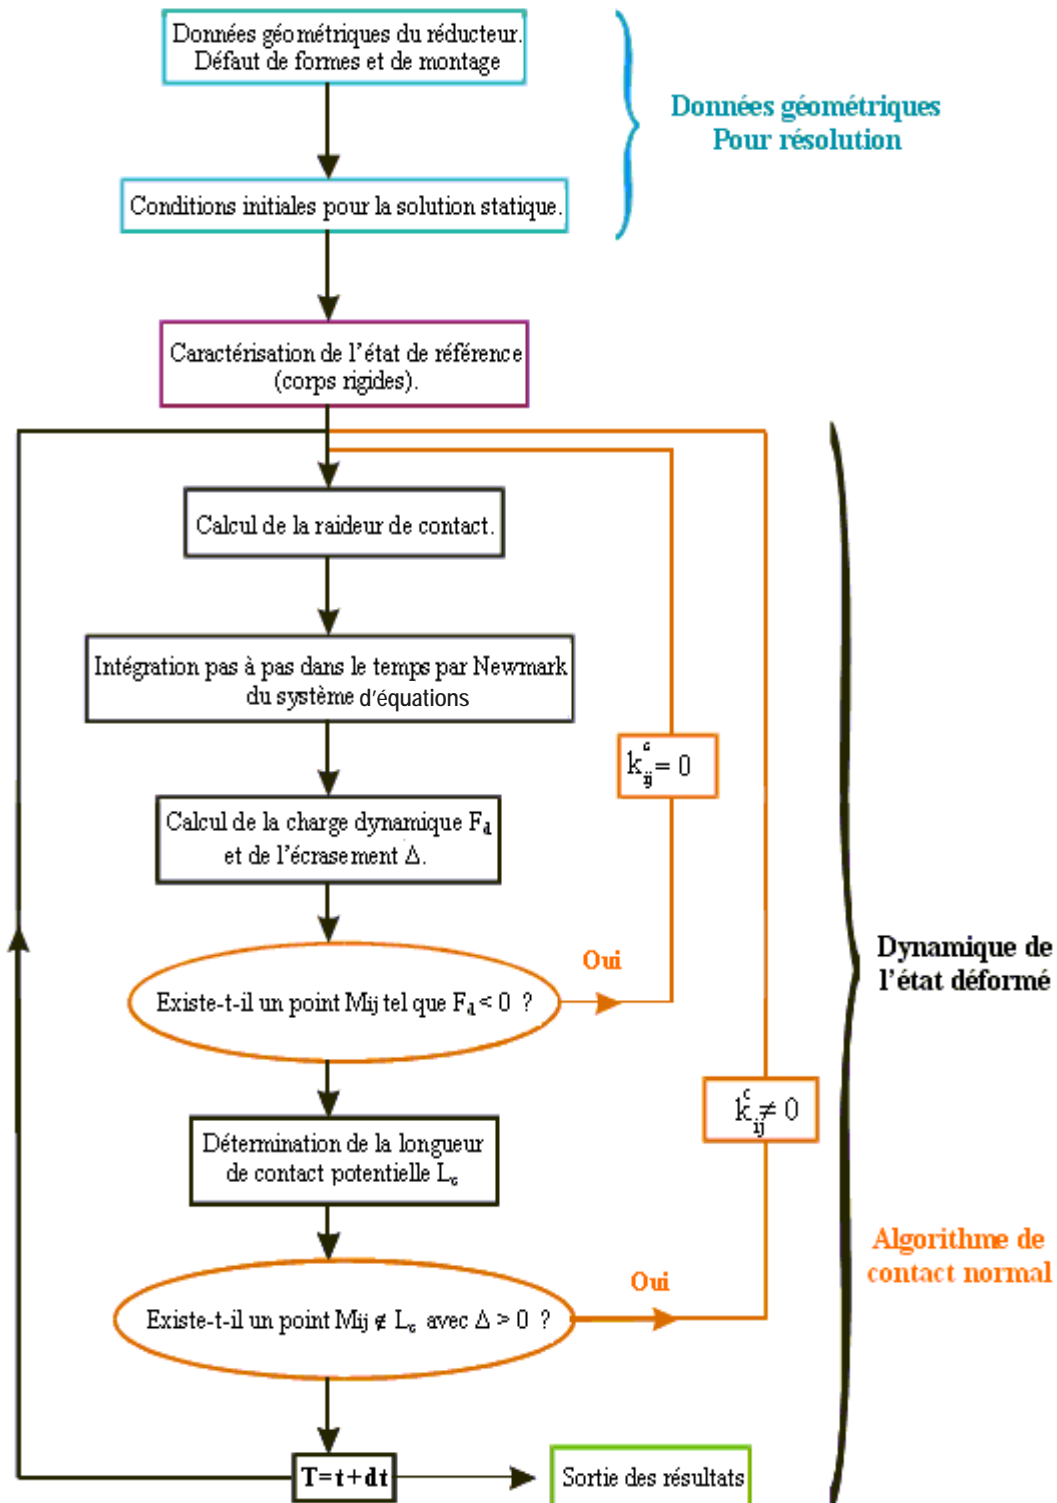 Données géométriques du réducteur.
Défaut de formes et de montage
Données géométriques
Pour résolution
Conditions initiales pour la solution statique.
Caractérisation de l'état de référence
(corps rigides).
Calcul de la raideur de contact.
Intégration pas à pas dans le temps par Newmark
du système d'équations
k^c_ij = 0
Calcul de la charge dynamique F_d
et de l'écrasement Δ.
Oui
Existe-t-il un point Mij tel que F_d < 0 ?
Dynamique de
l'état déformé
k^c_ij ≠ 0
Détermination de la longueur
de contact potentielle L_c
Algorithme de
contact normal
Oui
Existe-t-il un point Mij ∉ L_c avec Δ > 0 ?
T=t+dt
Sortie des résultats